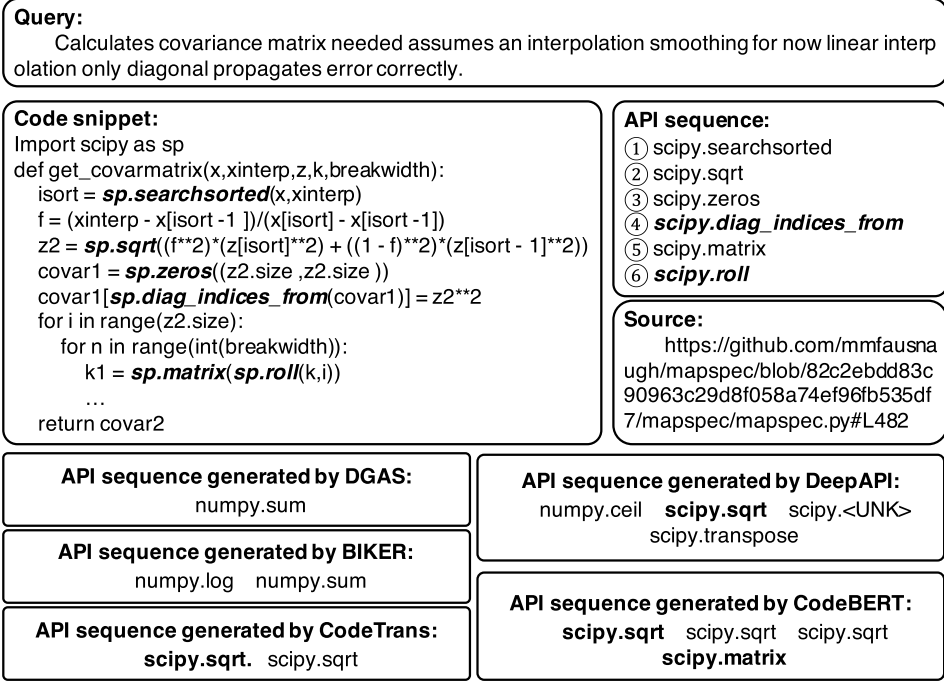 Query:
Calculates covariance matrix needed assumes an interpolation smoothing for now linear interp
olation only diagonal propagates error correctly.
Code snippet:
Import scipy as sp
def get_covarmatrix(x,xinterp,z,k,breakwidth):
isort = sp.searchsorted(x,xinterp)
f = (xinterp - x[isort -1 ])/(x[isort] - x[isort -1])
z2 = sp.sqrt((f**2)*(z[isort]**2) + ((1 - f)**2)*(z[isort - 1]**2))
covar1 = sp.zeros((z2.size ,z2.size ))
covar1[sp.diag_indices_from(covar1)] = z2**2
for i in range(z2.size):
for n in range(int(breakwidth)):
k1 = sp.matrix(sp.roll(k,i))
...
return covar2
API sequence:
① scipy.searchsorted
② scipy.sqrt
③ scipy.zeros
④ scipy.diag_indices_from
⑤ scipy.matrix
⑥ scipy.roll
Source:
https://github.com/mmfausna
ugh/mapspec/blob/82c2ebdd83c
90963c29d8f058a74ef96fb535df
7/mapspec/mapspec.py#L482
API sequence generated by DGAS:
numpy.sum
API sequence generated by BIKER:
numpy.log numpy.sum
API sequence generated by CodeTrans:
scipy.sqrt. scipy.sqrt
API sequence generated by DeepAPI:
numpy.ceil scipy.sqrt scipy.<UNK>
scipy.transpose
API sequence generated by CodeBERT:
scipy.sqrt scipy.sqrt scipy.sqrt
scipy.matrix